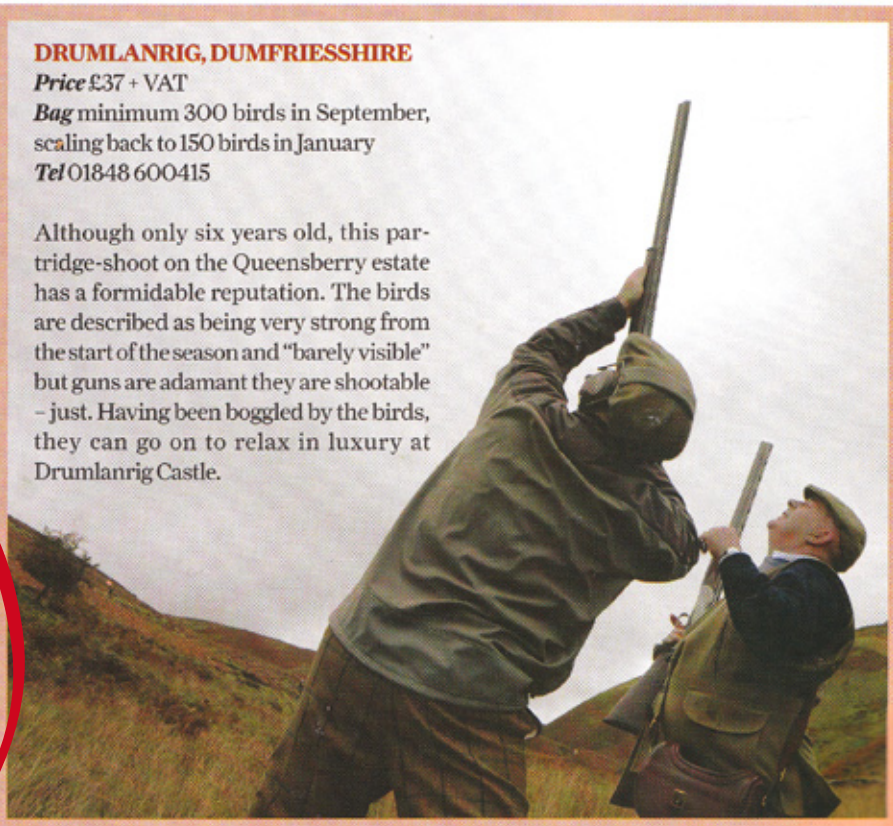 DRUMLANRIG, DUMFRIESSHIRE
Price £37 + VAT
Bag minimum 300 birds in September,
scaling back to 150 birds in January
Tel 01848 600415
Although only six years old, this par-
tridge-shoot on the Queensberry estate
has a formidable reputation. The birds
are described as being very strong from
the start of the season and “barely visible”
but guns are adamant they are shootable
– just. Having been boggled by the birds,
they can go on to relax in luxury at
Drumlanrig Castle.